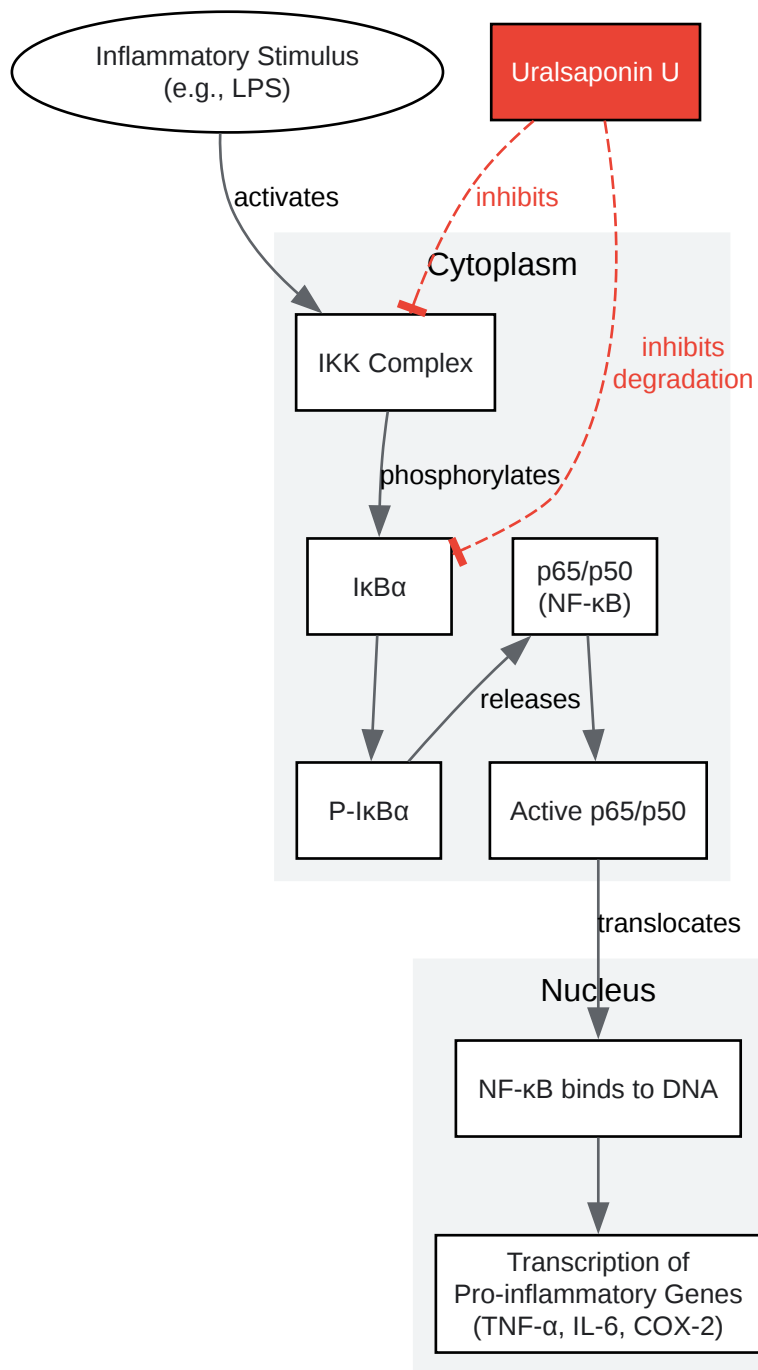 Inflammatory Stimulus
(e.g., LPS)
Uralsaponin U
activates
inhibits
Cytoplasm
IKK Complex
inhibits
degradation
phosphorylates
IκBα
p65/p50
(NF-κB)
releases
P-IκBα
Active p65/p50
translocates
Nucleus
NF-κB binds to DNA
Transcription of
Pro-inflammatory Genes
(TNF-α, IL-6, COX-2)